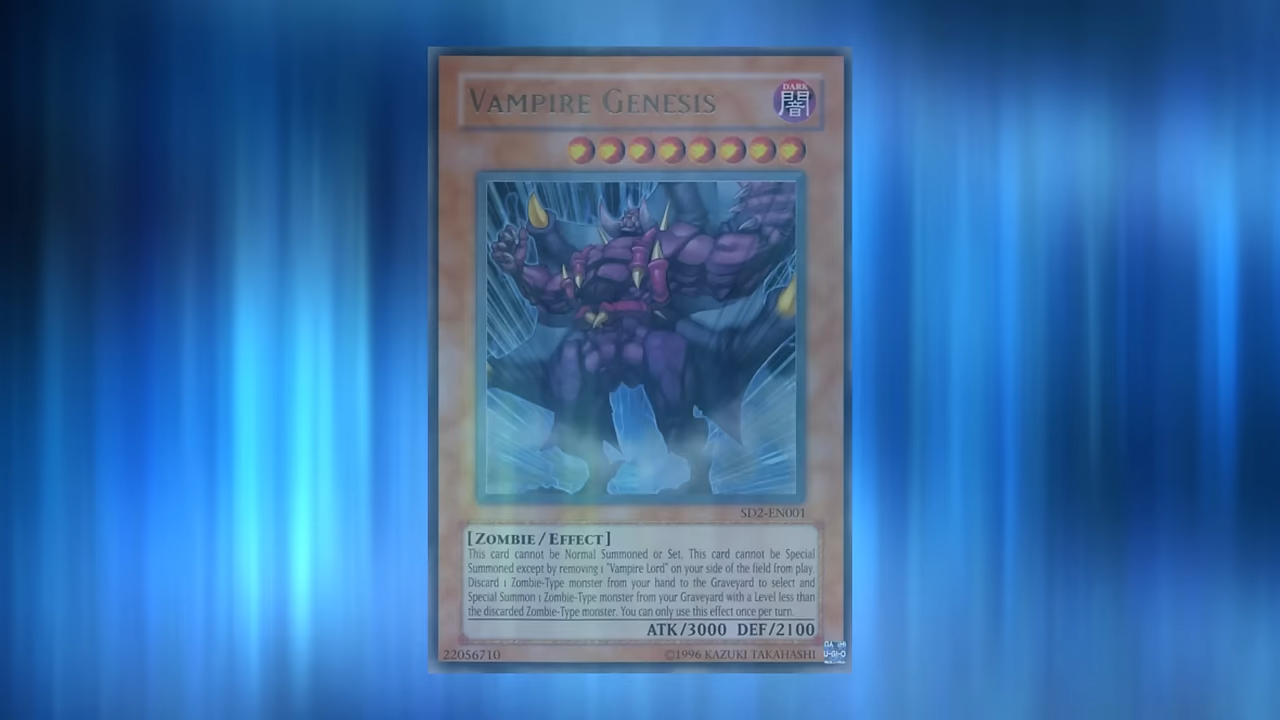 VAMPIRE GENESIS
DARK
闇
SD2-EN001
[ZOMBIE/EFFECT]
This card cannot be Normal Summoned or Set. This card cannot be Special
Summoned except by removing 1 "Vampire Lord" on your side of the field from play.
Discard 1 Zombie-Type monster from your hand to the Graveyard to select and
Special Summon 1 Zombie-Type monster from your Graveyard with a Level less than
the discarded Zombie-Type monster. You can only use this effect once per turn.
ATK/3000 DEF/2100
22056710
©1996 KAZUKI TAKAHASHI